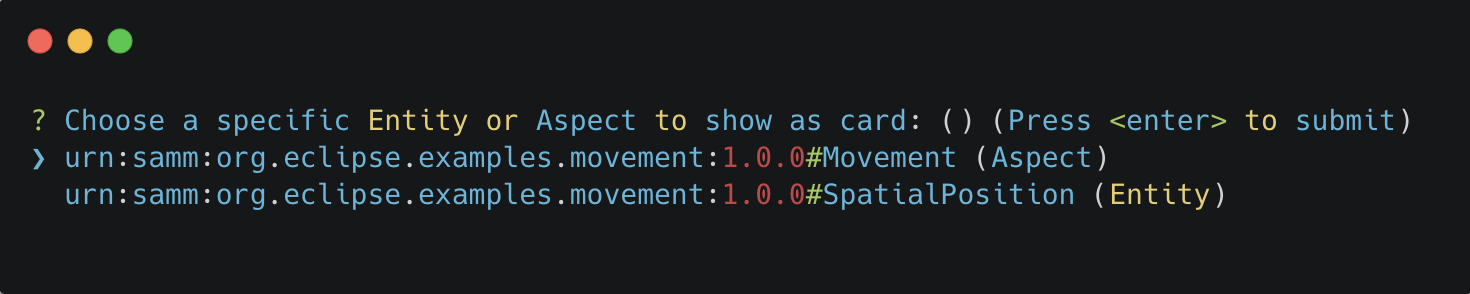 ? Choose a specific Entity or Aspect to show as card: () (Press <enter> to submit)
❯ urn:samm:org.eclipse.examples.movement:1.0.0#Movement (Aspect)
urn:samm:org.eclipse.examples.movement:1.0.0#SpatialPosition (Entity)